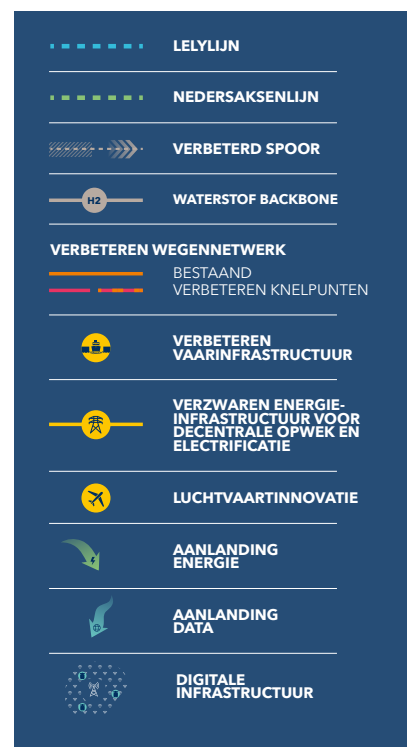 LELYLIJN
NEDERSAKSENLIJN
VERBETERD SPOOR
H2 WATERSTOF BACKBONE
VERBETEREN WEGENNETWERK
BESTAAND
VERBETEREN KNELPUNTEN
VERBETEREN
VAARINFRASTRUCTUUR
VERZWAREN ENERGIE-
INFRASTRUCTUUR VOOR
DECENTRALE OPWEK EN
ELECTRIFICATIE
LUCHTVAARTINNOVATIE
AANLANDING
ENERGIE
AANLANDING
DATA
DIGITALE
INFRASTRUCTUUR